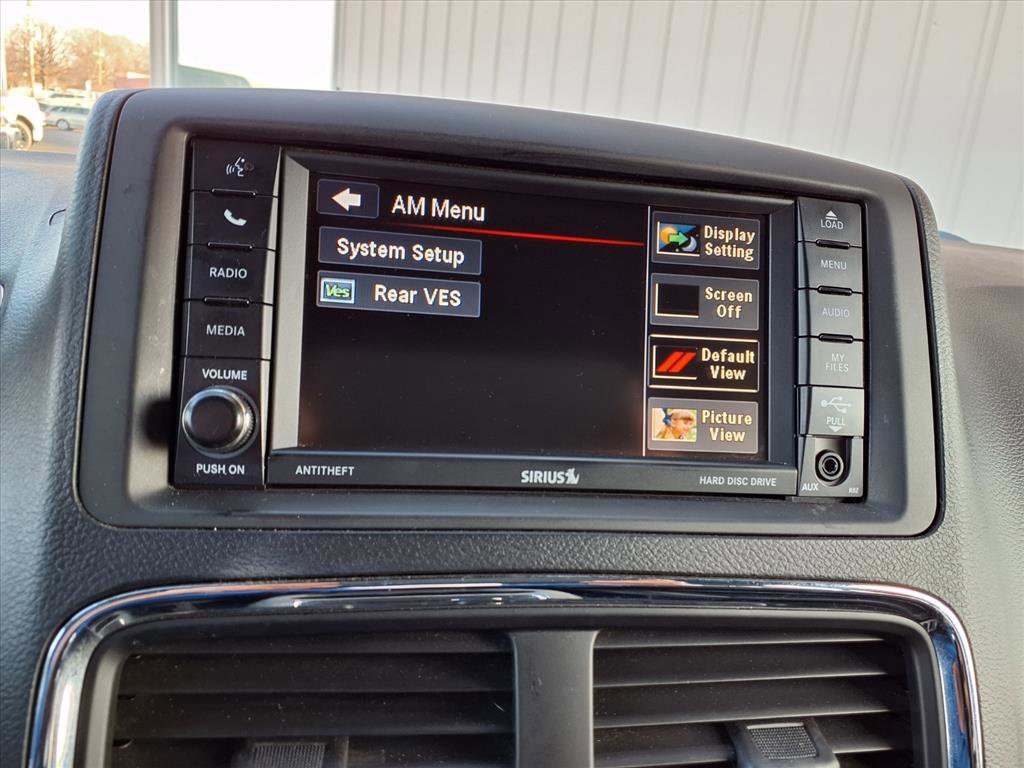 RADIO
MEDIA
VOLUME
PUSH ON
AM Menu
System Setup
Ves Rear VES
Display
Setting
Screen
Off
Default
View
Picture
View
LOAD
MENU
AUDIO
MY
FILES
PULL
AUX
ANTITHEFT
SIRIUS
HARD DISC DRIVE